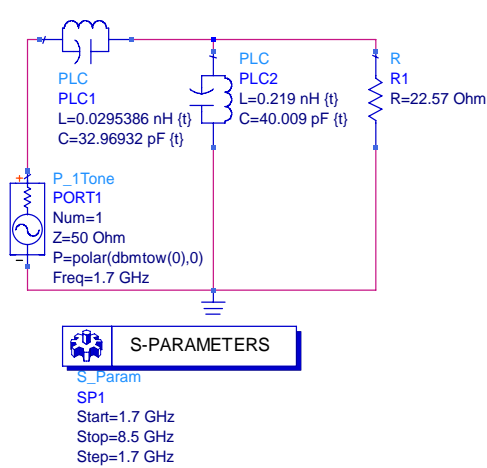 PLC
PLC1
L=0.0295386 nH {t}
C=32.96932 pF {t}
PLC
PLC2
L=0.219 nH {t}
C=40.009 pF {t}
R
R1
R=22.57 Ohm
+
-
P_1Tone
PORT1
Num=1
Z=50 Ohm
P=polar(dbmtow(0),0)
Freq=1.7 GHz
S-PARAMETERS
S_Param
SP1
Start=1.7 GHz
Stop=8.5 GHz
Step=1.7 GHz